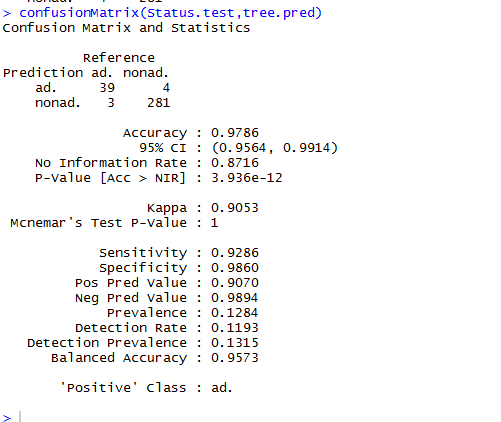 > confusionMatrix(Status.test,tree.pred)
Confusion Matrix and Statistics
Reference
Prediction ad. nonad.
ad. 39 4
nonad. 3 281
Accuracy : 0.9786
95% CI : (0.9564, 0.9914)
No Information Rate : 0.8716
P-Value [Acc > NIR] : 3.936e-12
Kappa : 0.9053
Mcnemar's Test P-Value : 1
Sensitivity : 0.9286
Specificity : 0.9860
Pos Pred Value : 0.9070
Neg Pred Value : 0.9894
Prevalence : 0.1284
Detection Rate : 0.1193
Detection Prevalence : 0.1315
Balanced Accuracy : 0.9573
'Positive' Class : ad.
>